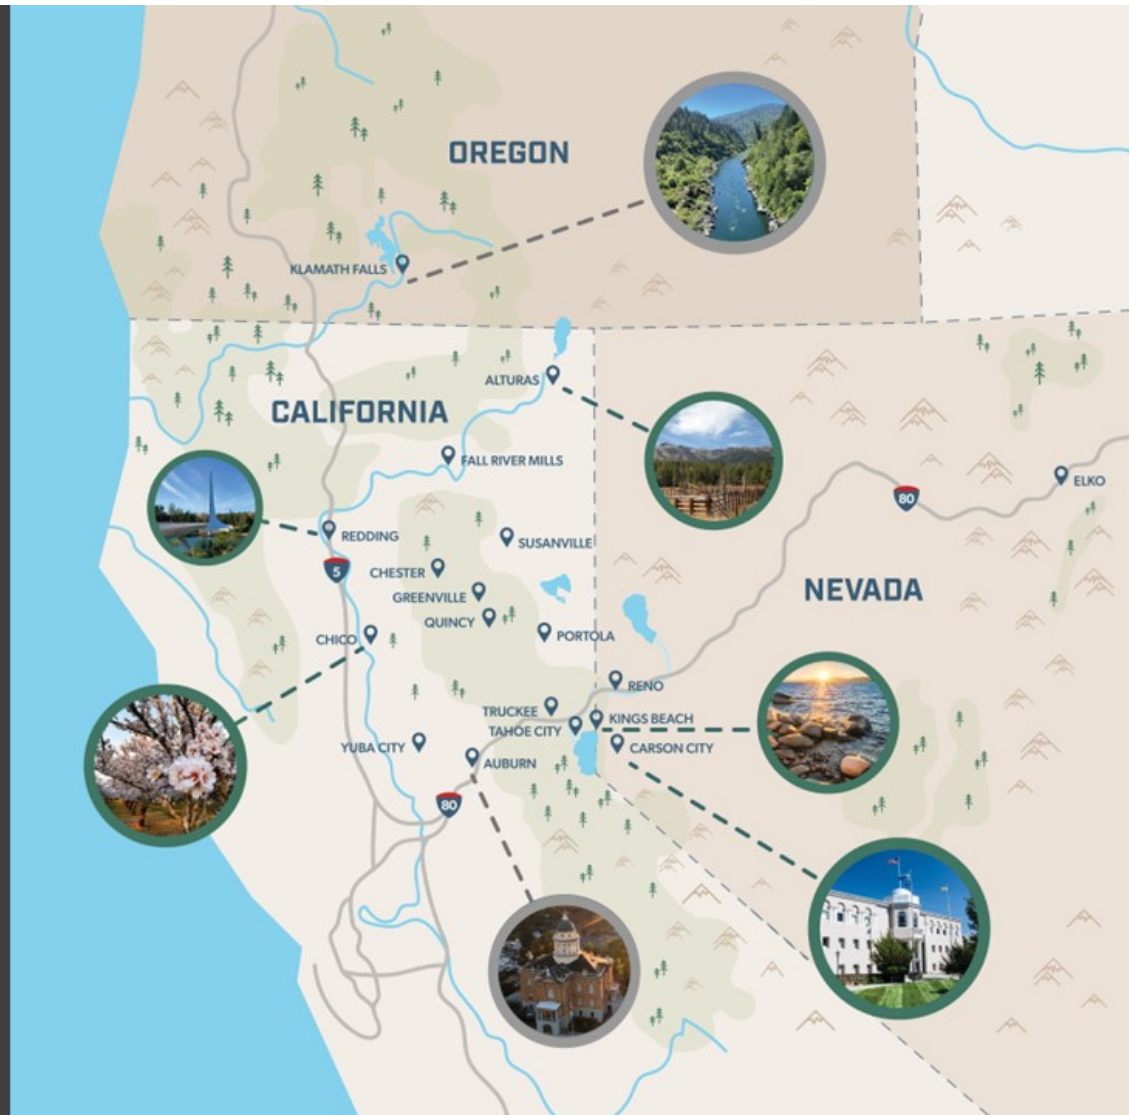 OREGON
KLAMATH FALLS
ALTURAS
CALIFORNIA
FALL RIVER MILLS
ELKO
80
REDDING
SUSANVILLE
5
CHESTER
NEVADA
GREENVILLE
QUINCY
CHICO
PORTOLA
RENO
TRUCKEE
KINGS BEACH
TAHOE CITY
YUBA CITY
CARSON CITY
AUBURN
80